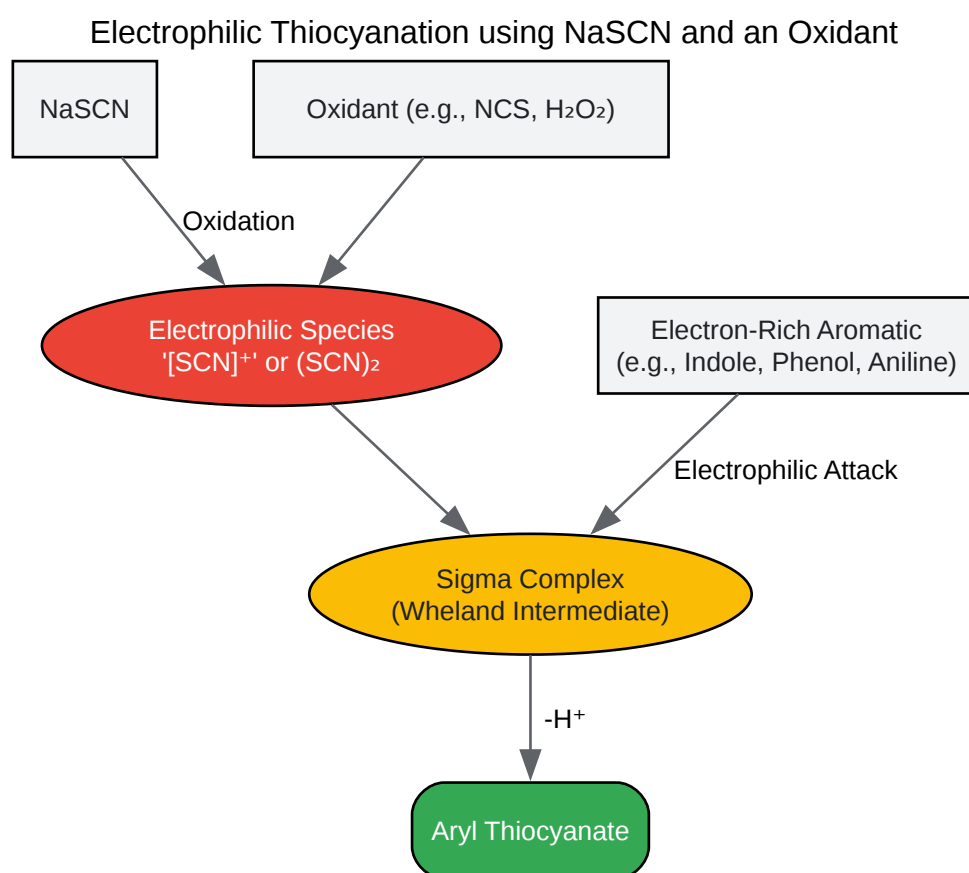 Electrophilic Thiocyanation using NaSCN and an Oxidant
NaSCN
Oxidant (e.g., NCS, H₂O₂)
Oxidation
Electrophilic Species
'[SCN]⁺' or (SCN)₂
Electron-Rich Aromatic
(e.g., Indole, Phenol, Aniline)
Electrophilic Attack
Sigma Complex
(Wheland Intermediate)
-H⁺
Aryl Thiocyanate